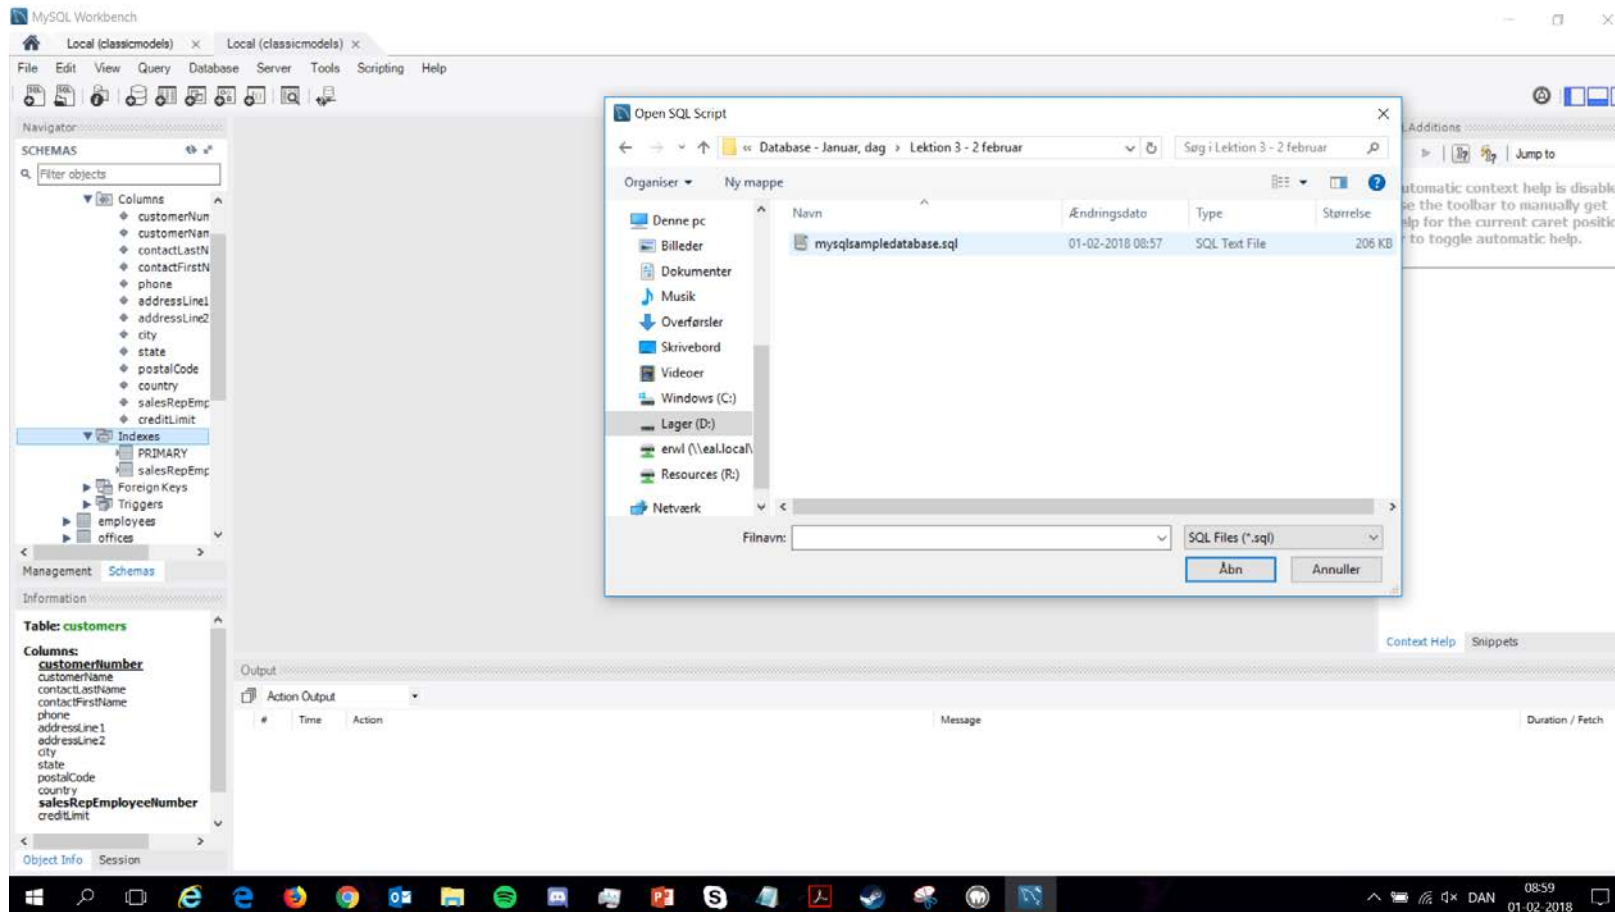 MySQL Workbench
Local (classicmodels) × Local (classicmodels) ×
File Edit View Query Database Server Tools Scripting Help
Navigator
SCHEMAS
Filter objects
Columns
customerNum
customerNam
contactLastN
contactFirstN
phone
addressLine1
addressLine2
city
state
postalCode
country
salesRepEmp
creditLimit
Indexes
PRIMARY
salesRepEmp
Foreign Keys
Triggers
employees
offices
Management Schemas
Information
Table: customers
Columns:
customerNumber
customerName
contactLastName
contactFirstName
phone
addressLine1
addressLine2
city
state
postalCode
country
salesRepEmployeeNumber
creditLimit
Object Info Session
Open SQL Script
« Database - Januar, dag › Lektion 3 - 2 februar
Søg i Lektion 3 - 2 februar
Organiser Ny mappe
Navn Ændringsdato Type Størrelse
mysqlsampledatabase.sql 01-02-2018 08:57 SQL Text File 206 KB
Denne pc
Billeder
Dokumenter
Musik
Overførsler
Skrivebord
Videoer
Windows (C:)
Lager (D:)
erwl (\\eal.local\
Resources (R:)
Netværk
Filnavn:
SQL Files (*.sql)
Åbn Annuller
Additions
Jump to
utomatic context help is disable
se the toolbar to manually get
elp for the current caret positio
to toggle automatic help.
Context Help Snippets
Output
Action Output
# Time Action Message Duration / Fetch
DAN
08:59
01-02-2018